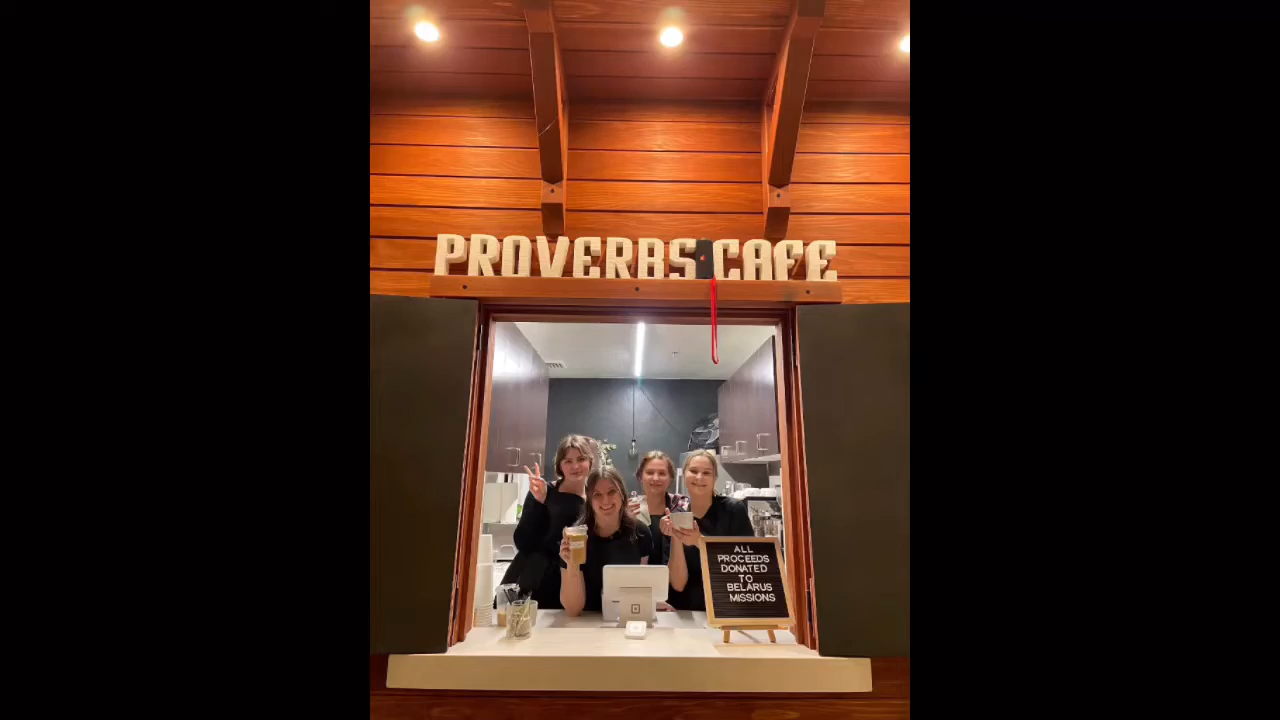 PROVERBS CAFE
ALL
PROCEEDS
DONATED
TO
BELARUS
MISSIONS